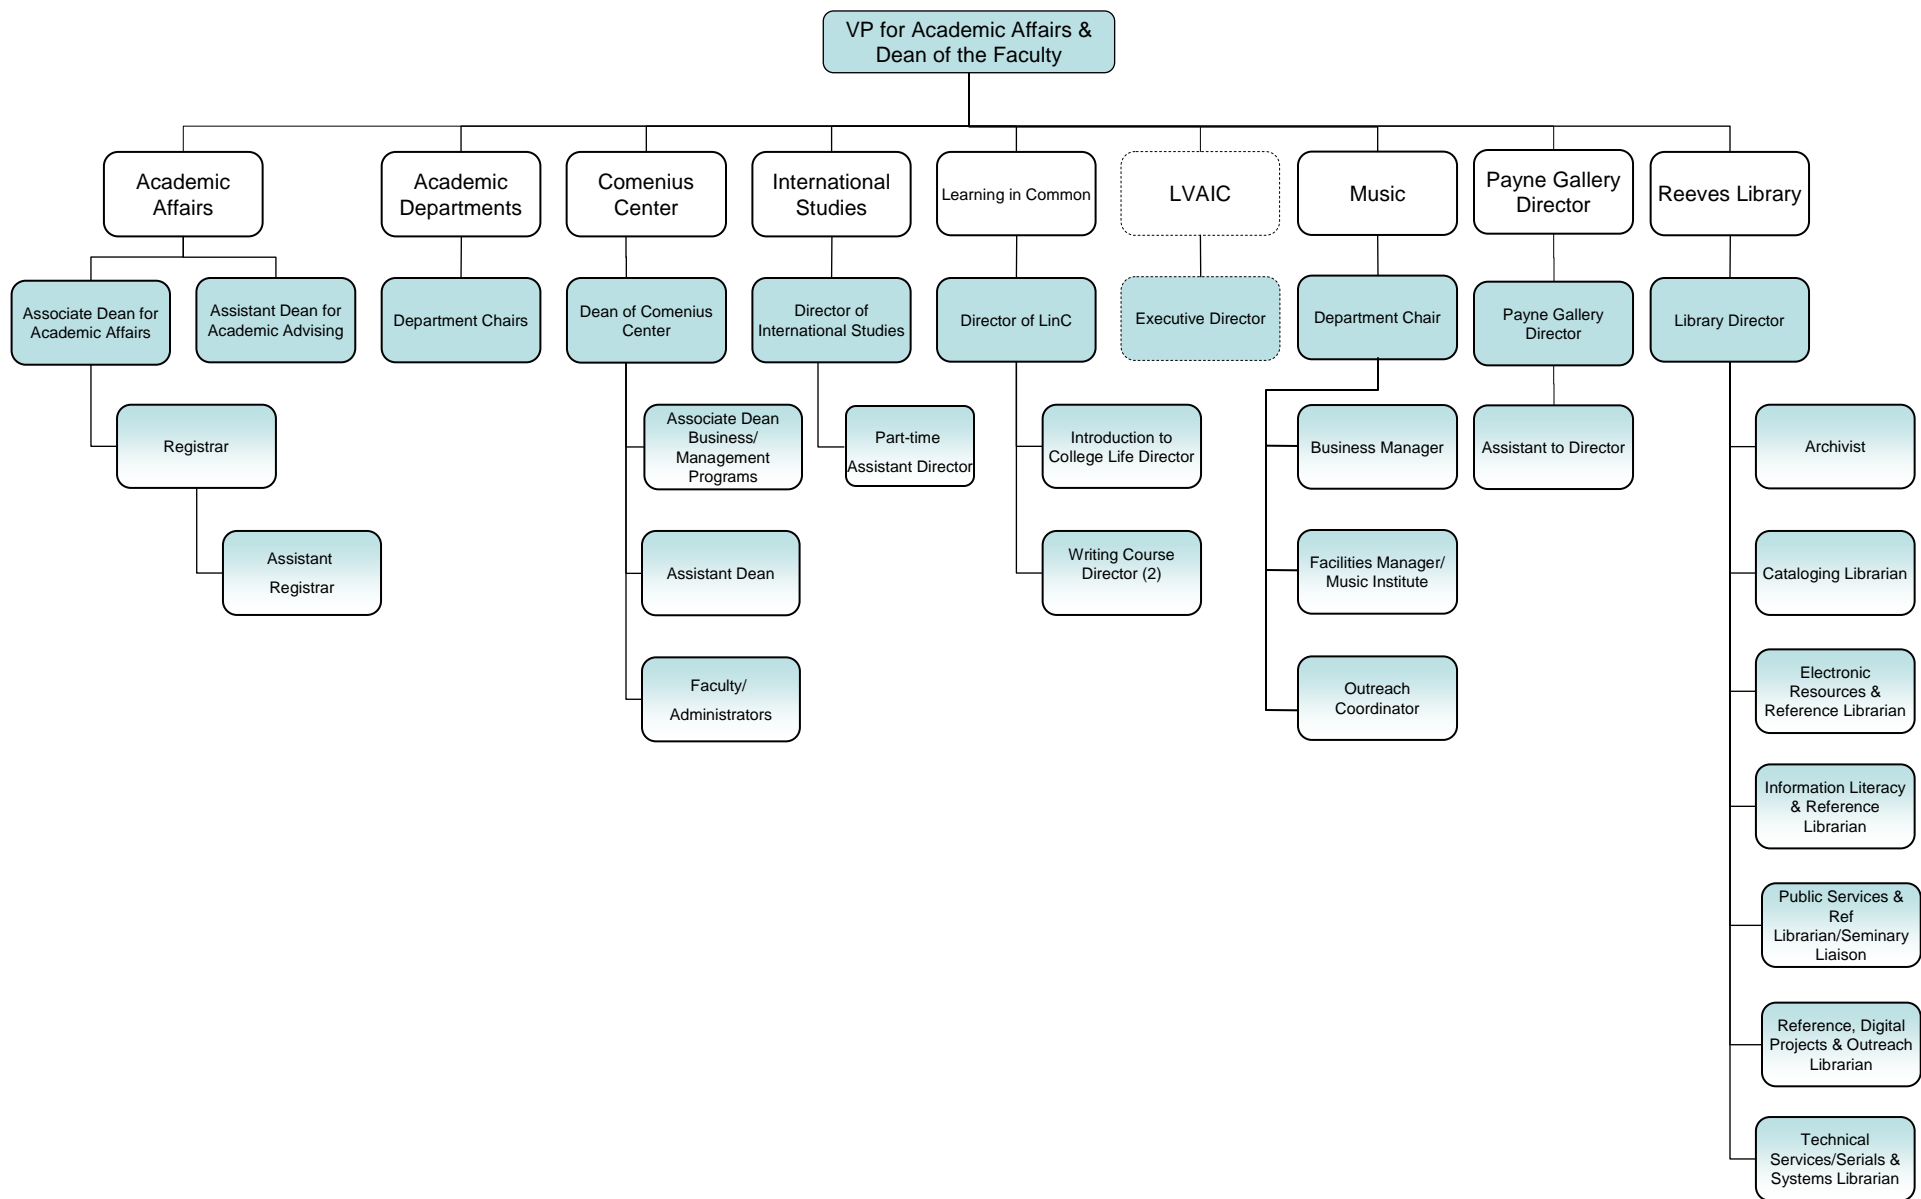 VP for Academic Affairs &
Dean of the Faculty
Academic
Affairs
Academic
Departments
Comenius
Center
International
Studies
Learning in Common
LVAIC
Music
Payne Gallery
Director
Reeves Library
Associate Dean for
Academic Affairs
Assistant Dean for
Academic Advising
Department Chairs
Dean of Comenius
Center
Director of
International Studies
Director of LinC
Executive Director
Department Chair
Payne Gallery
Director
Library Director
Registrar
Associate Dean
Business/
Management
Programs
Part-time
Assistant Director
Introduction to
College Life Director
Business Manager
Assistant to Director
Archivist
Assistant
Registrar
Assistant Dean
Writing Course
Director (2)
Facilities Manager/
Music Institute
Cataloging Librarian
Faculty/
Administrators
Outreach
Coordinator
Electronic
Resources &
Reference Librarian
Information Literacy
& Reference
Librarian
Public Services &
Ref
Librarian/Seminary
Liaison
Reference, Digital
Projects & Outreach
Librarian
Technical
Services/Serials &
Systems Librarian